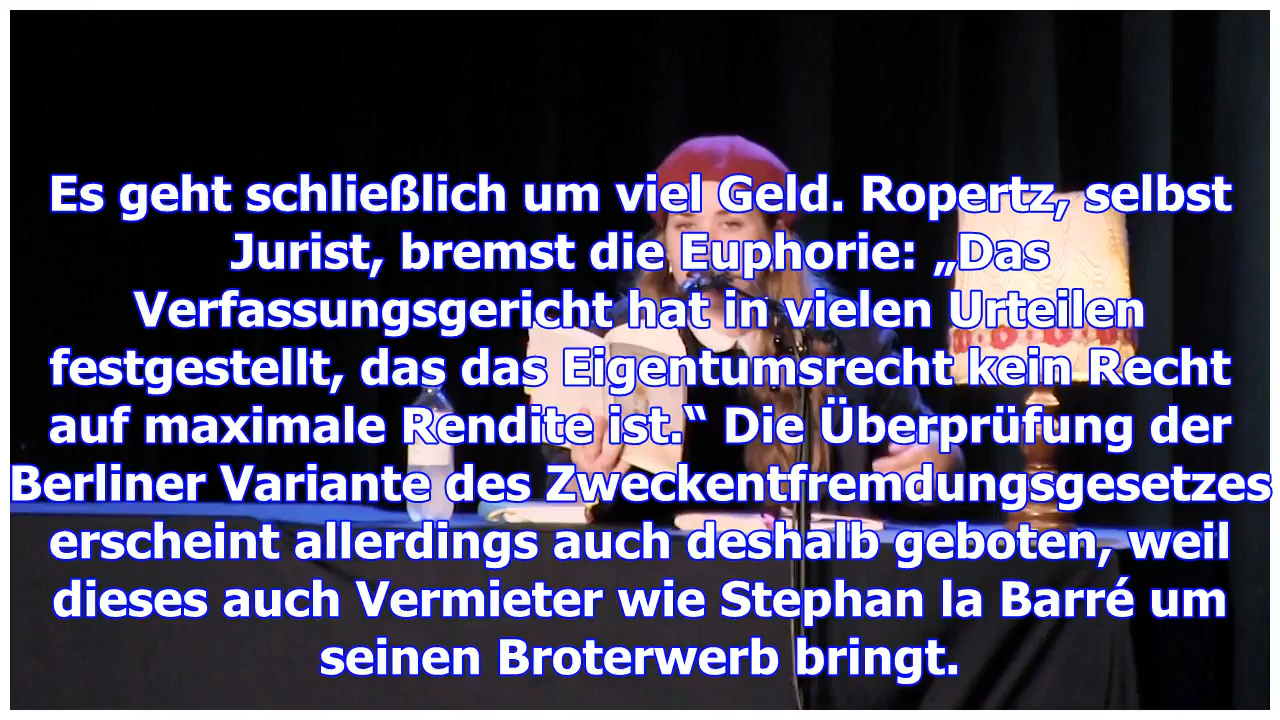 Es geht schließlich um viel Geld. Ropertz, selbst
Jurist, bremst die Euphorie: „Das
Verfassungsgericht hat in vielen Urteilen
festgestellt, das das Eigentumsrecht kein Recht
auf maximale Rendite ist.“ Die Überprüfung der
Berliner Variante des Zweckentfremdungsgesetzes
erscheint allerdings auch deshalb geboten, weil
dieses auch Vermieter wie Stephan la Barré um
seinen Broterwerb bringt.